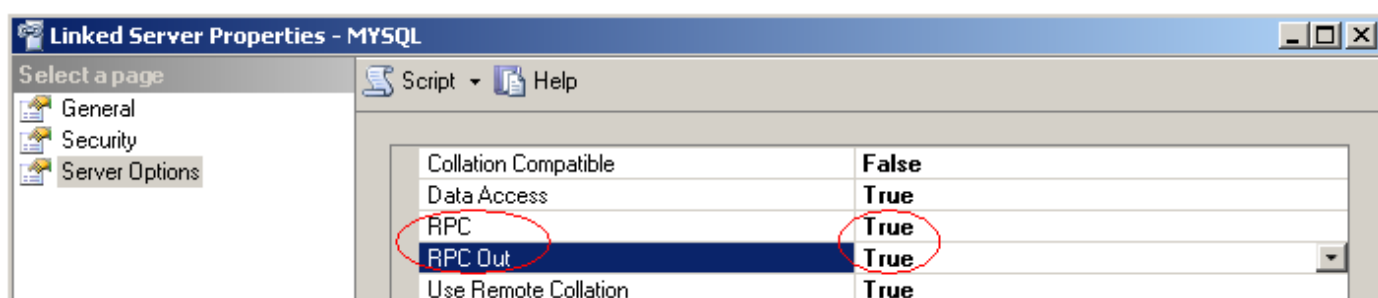 Linked Server Properties - MYSQL
Select a page
General
Security
Server Options
Script Help
Collation Compatible False
Data Access True
RPC True
RPC Out True
Use Remote Collation True